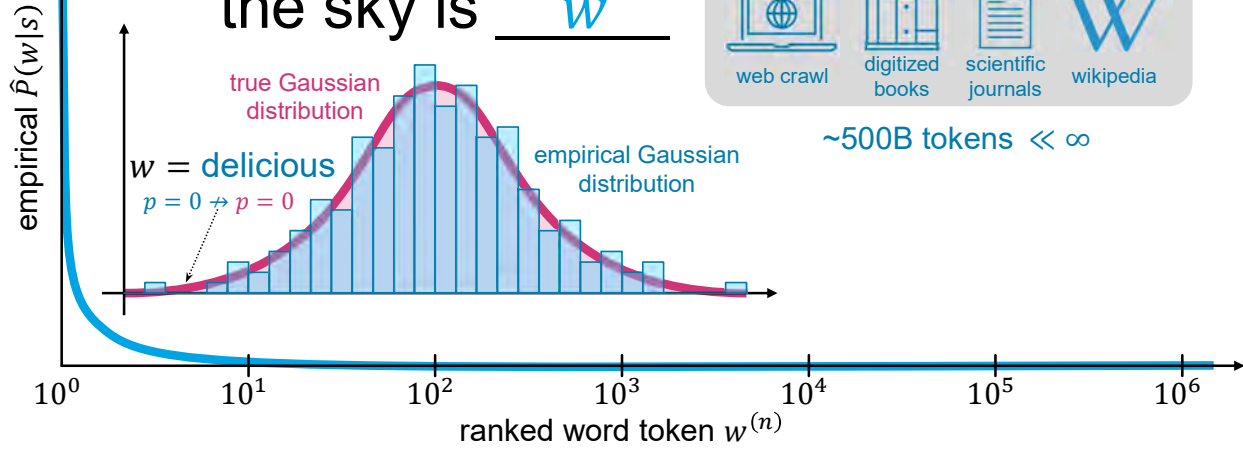 the sky is w
empirical P̂(w|s)
true Gaussian
distribution
w = delicious
p = 0 ↛ p = 0
empirical Gaussian
distribution
web crawl
digitized
books
scientific
journals
wikipedia
~500B tokens ≪ ∞
10⁰ 10¹ 10² 10³ 10⁴ 10⁵ 10⁶
ranked word token w⁽ⁿ⁾